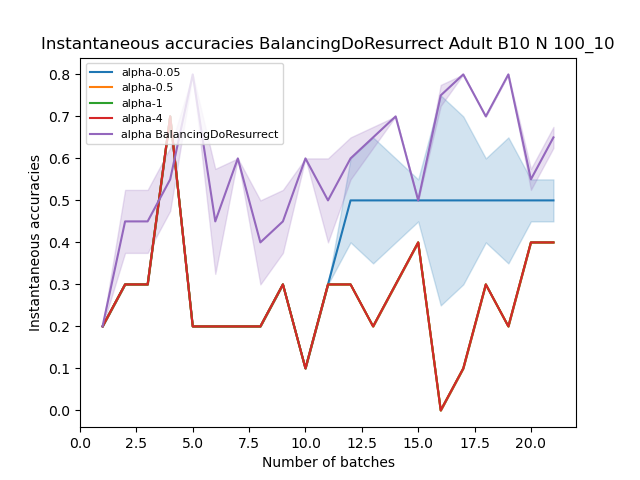 Instantaneous accuracies BalancingDoResurrect Adult B10 N 100_10
0.8
0.7
0.6
0.5
0.4
0.3
0.2
0.1
0.0
Instantaneous accuracies
alpha-0.05
alpha-0.5
alpha-1
alpha-4
alpha BalancingDoResurrect
0.0 2.5 5.0 7.5 10.0 12.5 15.0 17.5 20.0
Number of batches